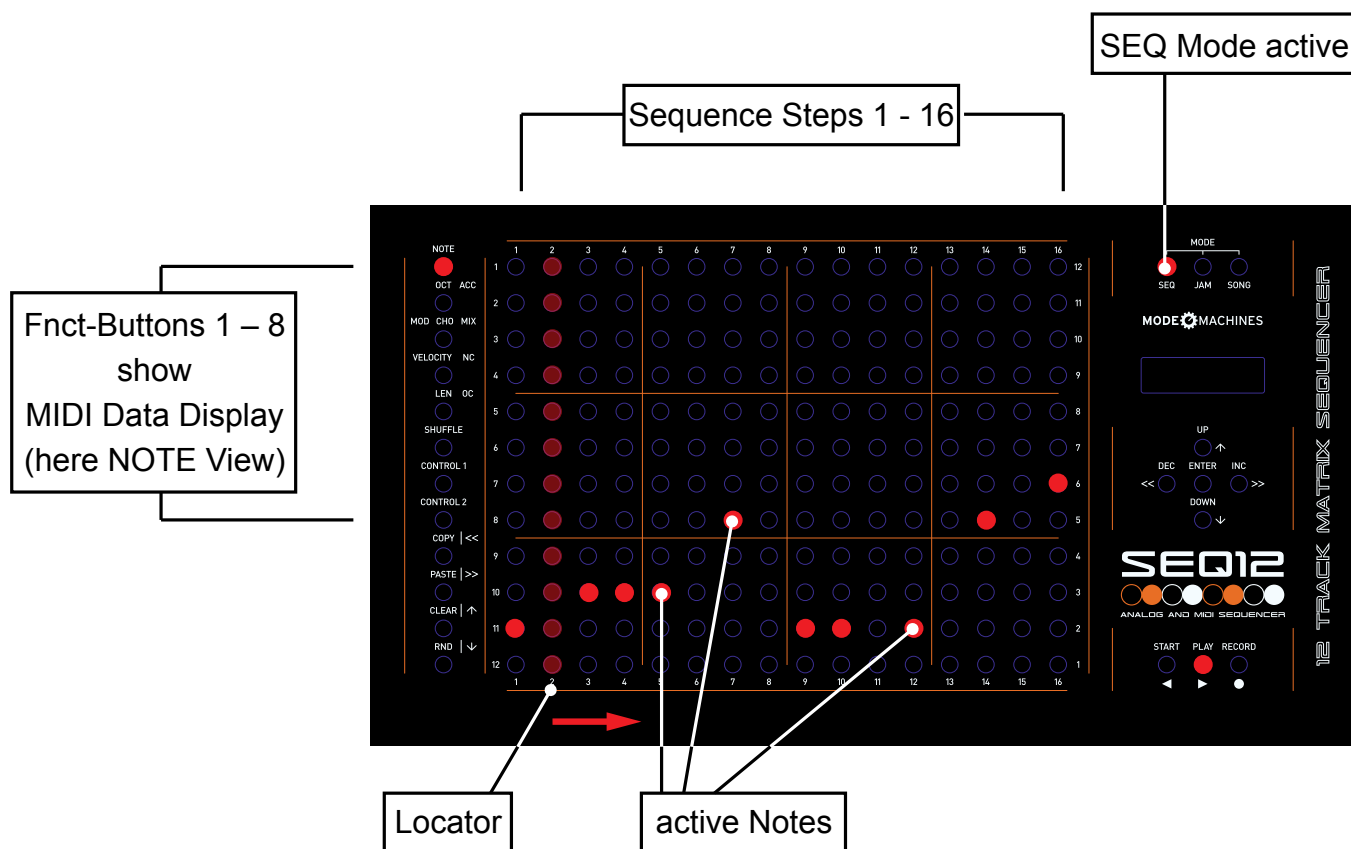 SEQ Mode active
Sequence Steps 1 - 16
Fnct-Buttons 1 – 8
show
MIDI Data Display
(here NOTE View)
NOTE
OCT ACC
MOD CHO MIX
VELOCITY NC
LEN OC
SHUFFLE
CONTROL 1
CONTROL 2
COPY | <<
PASTE | >>
CLEAR | ↑
RND | ↓
1 2 3 4 5 6 7 8 9 10 11 12 13 14 15 16
1 12
2 11
3 10
4 9
5 8
6 7
7 6
8 5
9 4
10 3
11 2
12 1
1 2 3 4 5 6 7 8 9 10 11 12 13 14 15 16
MODE
SEQ JAM SONG
MODE MACHINES
UP ↑
DEC ENTER INC
<< >>
DOWN
↓
SEQ12
ANALOG AND MIDI SEQUENCER
START PLAY RECORD
12 TRACK MATRIX SEQUENCER
Locator
active Notes